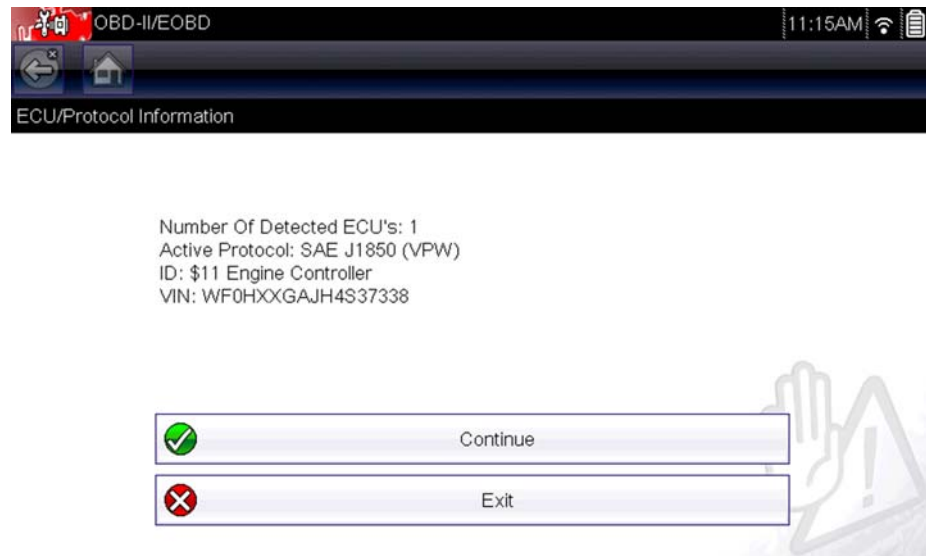 OBD-II/EOBD
11:15AM
ECU/Protocol Information
Number Of Detected ECU's: 1
Active Protocol: SAE J1850 (VPW)
ID: $11 Engine Controller
VIN: WF0HXXGAJH4S37338
Continue
Exit